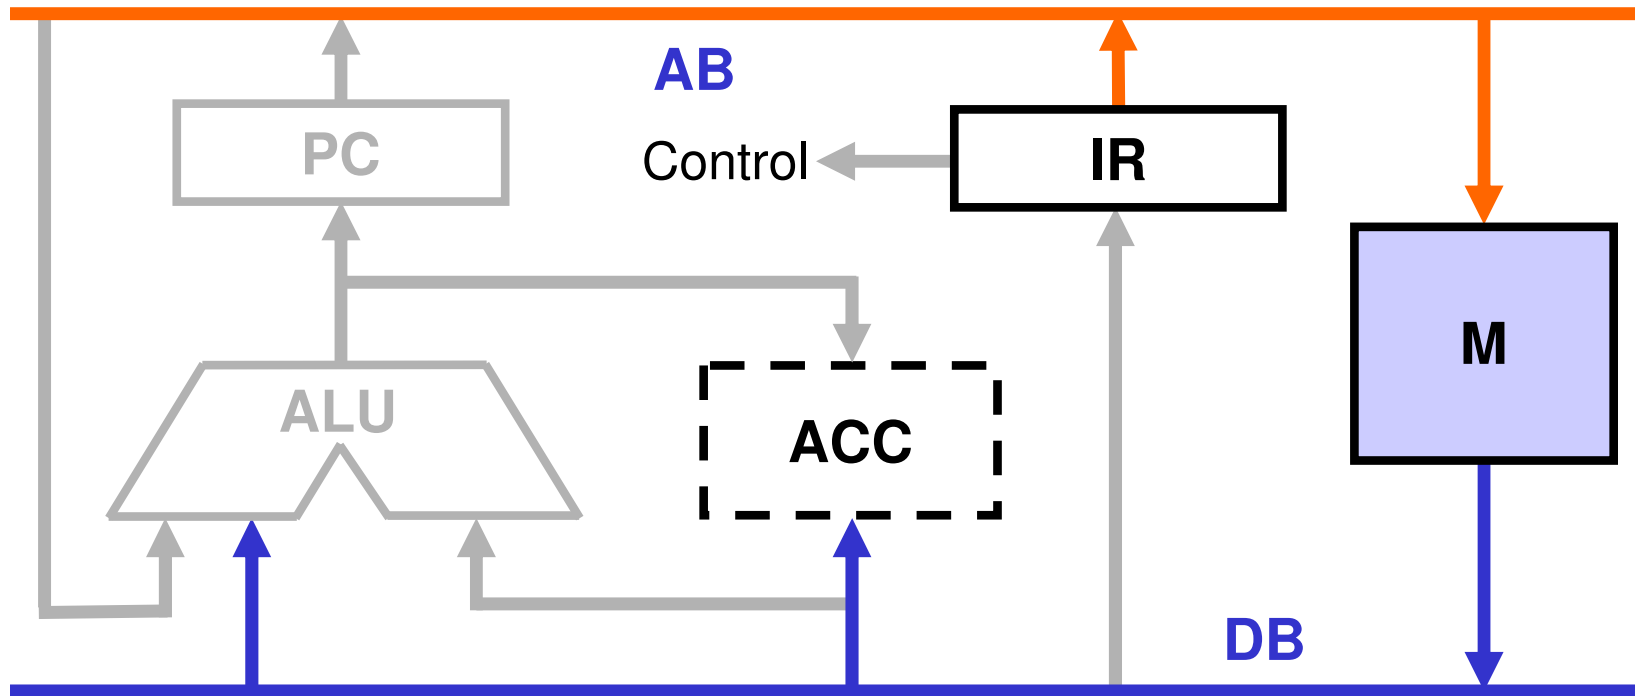 AB
PC
Control
IR
M
ALU
ACC
DB